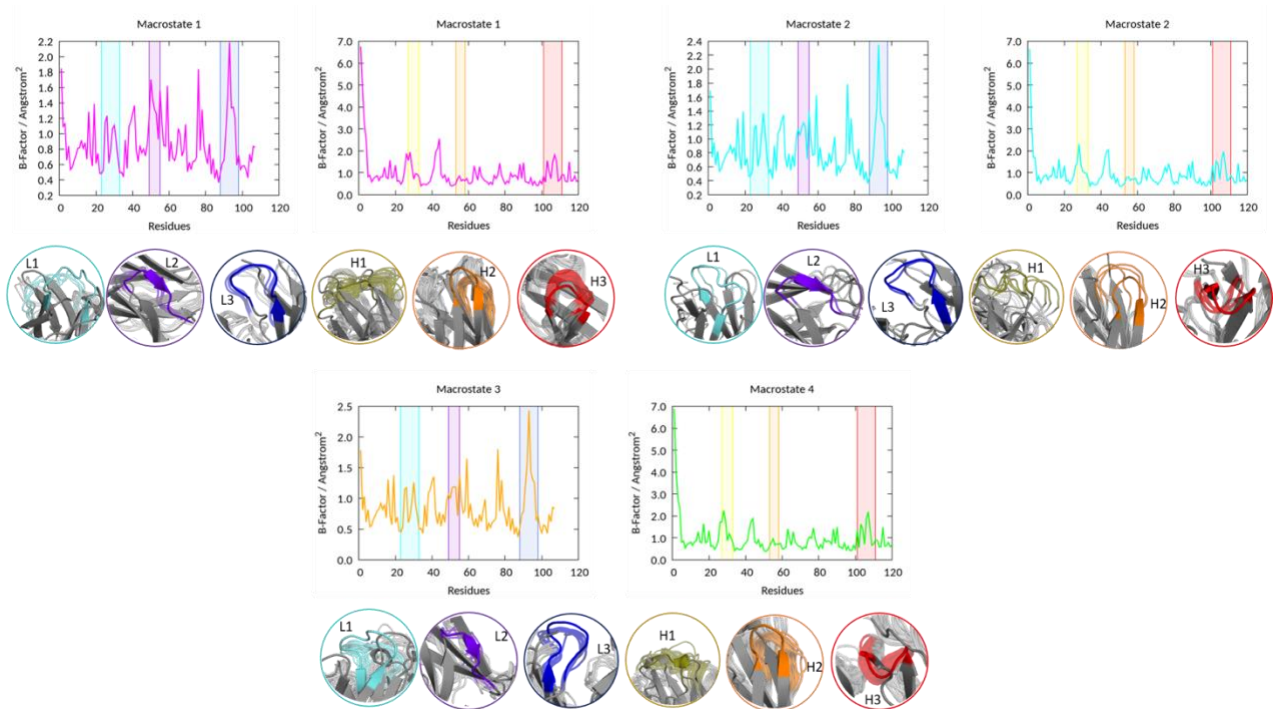 Macrostate 1
B-Factor / Angstrom²
2.2
2.0
1.8
1.6
1.4
1.2
1.0
0.8
0.6
0.4
0.2
0 20 40 60 80 100 120
Residues
Macrostate 1
B-Factor / Angstrom²
7.0
6.0
5.0
4.0
3.0
2.0
1.0
0.0
0 20 40 60 80 100 120
Residues
Macrostate 2
B-Factor / Angstrom²
2.4
2.2
2.0
1.8
1.6
1.4
1.2
1.0
0.8
0.6
0.4
0.2
0 20 40 60 80 100 120
Residues
Macrostate 2
B-Factor / Angstrom²
7.0
6.0
5.0
4.0
3.0
2.0
1.0
0.0
0 20 40 60 80 100 120
Residues
L1 L2 L3 H1 H2 H3
L1 L2 L3 H1 H2 H3
Macrostate 3
B-Factor / Angstrom²
2.5
2.0
1.5
1.0
0.5
0.0
0 20 40 60 80 100 120
Residues
Macrostate 4
B-Factor / Angstrom²
7.0
6.0
5.0
4.0
3.0
2.0
1.0
0.0
0 20 40 60 80 100 120
Residues
L1 L2 L3 H1 H2 H3